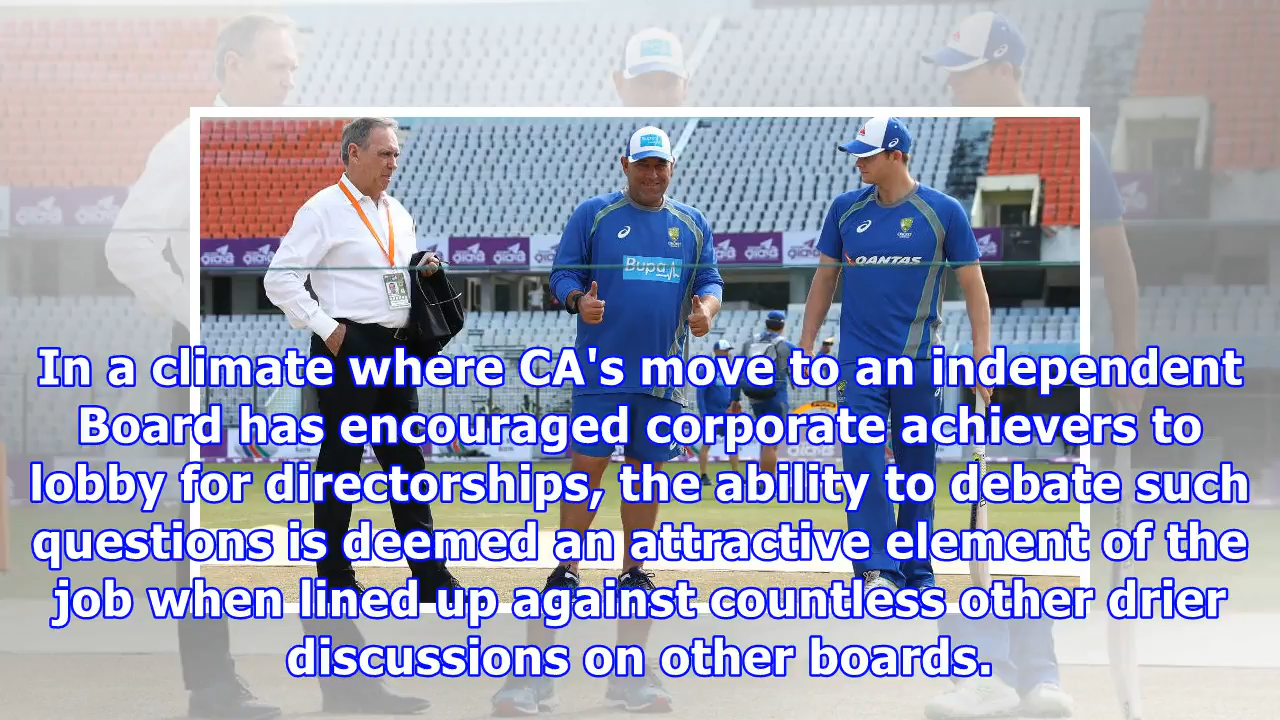 Bupa
QANTAS
In a climate where CA's move to an independent
Board has encouraged corporate achievers to
lobby for directorships, the ability to debate such
questions is deemed an attractive element of the
job when lined up against countless other drier
discussions on other boards.